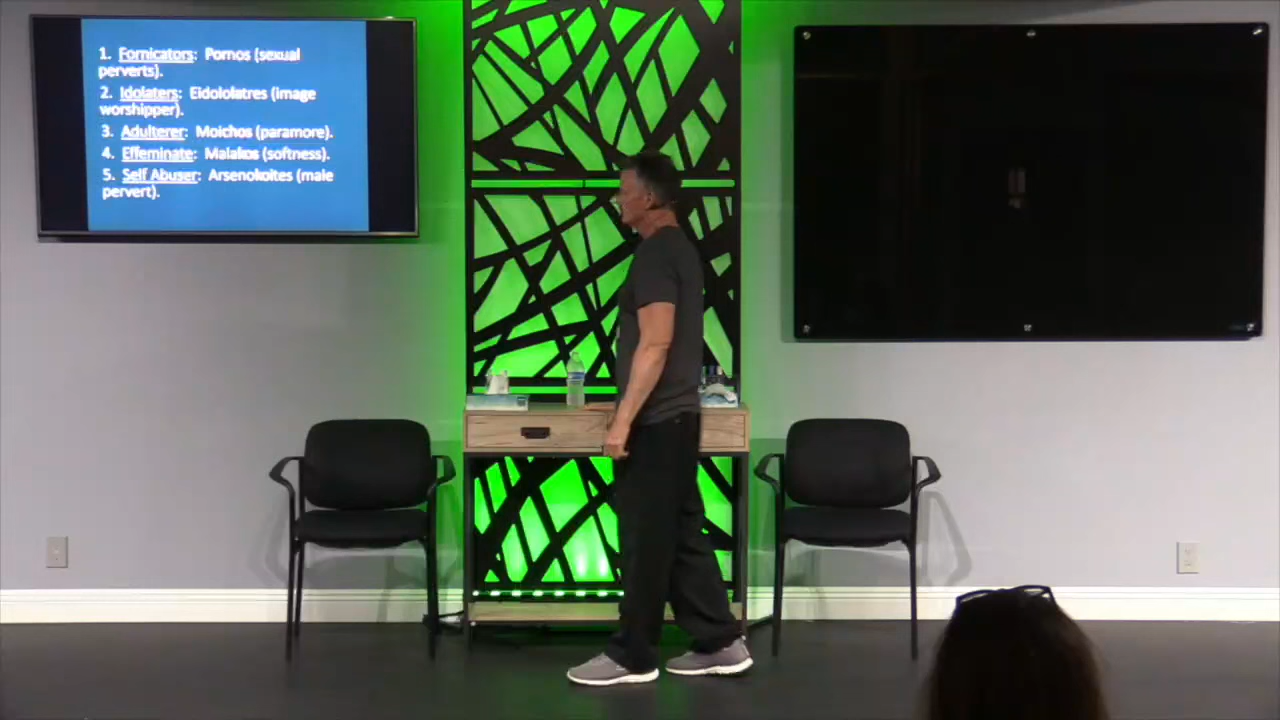 1. Fornicators: Pornos (sexual
perverts).
2. Idolaters: Eidololatres (image
worshipper).
3. Adulterer: Moichos (paramore).
4. Effeminate: Malakos (softness).
5. Self Abuser: Arsenokoites (male
pervert).